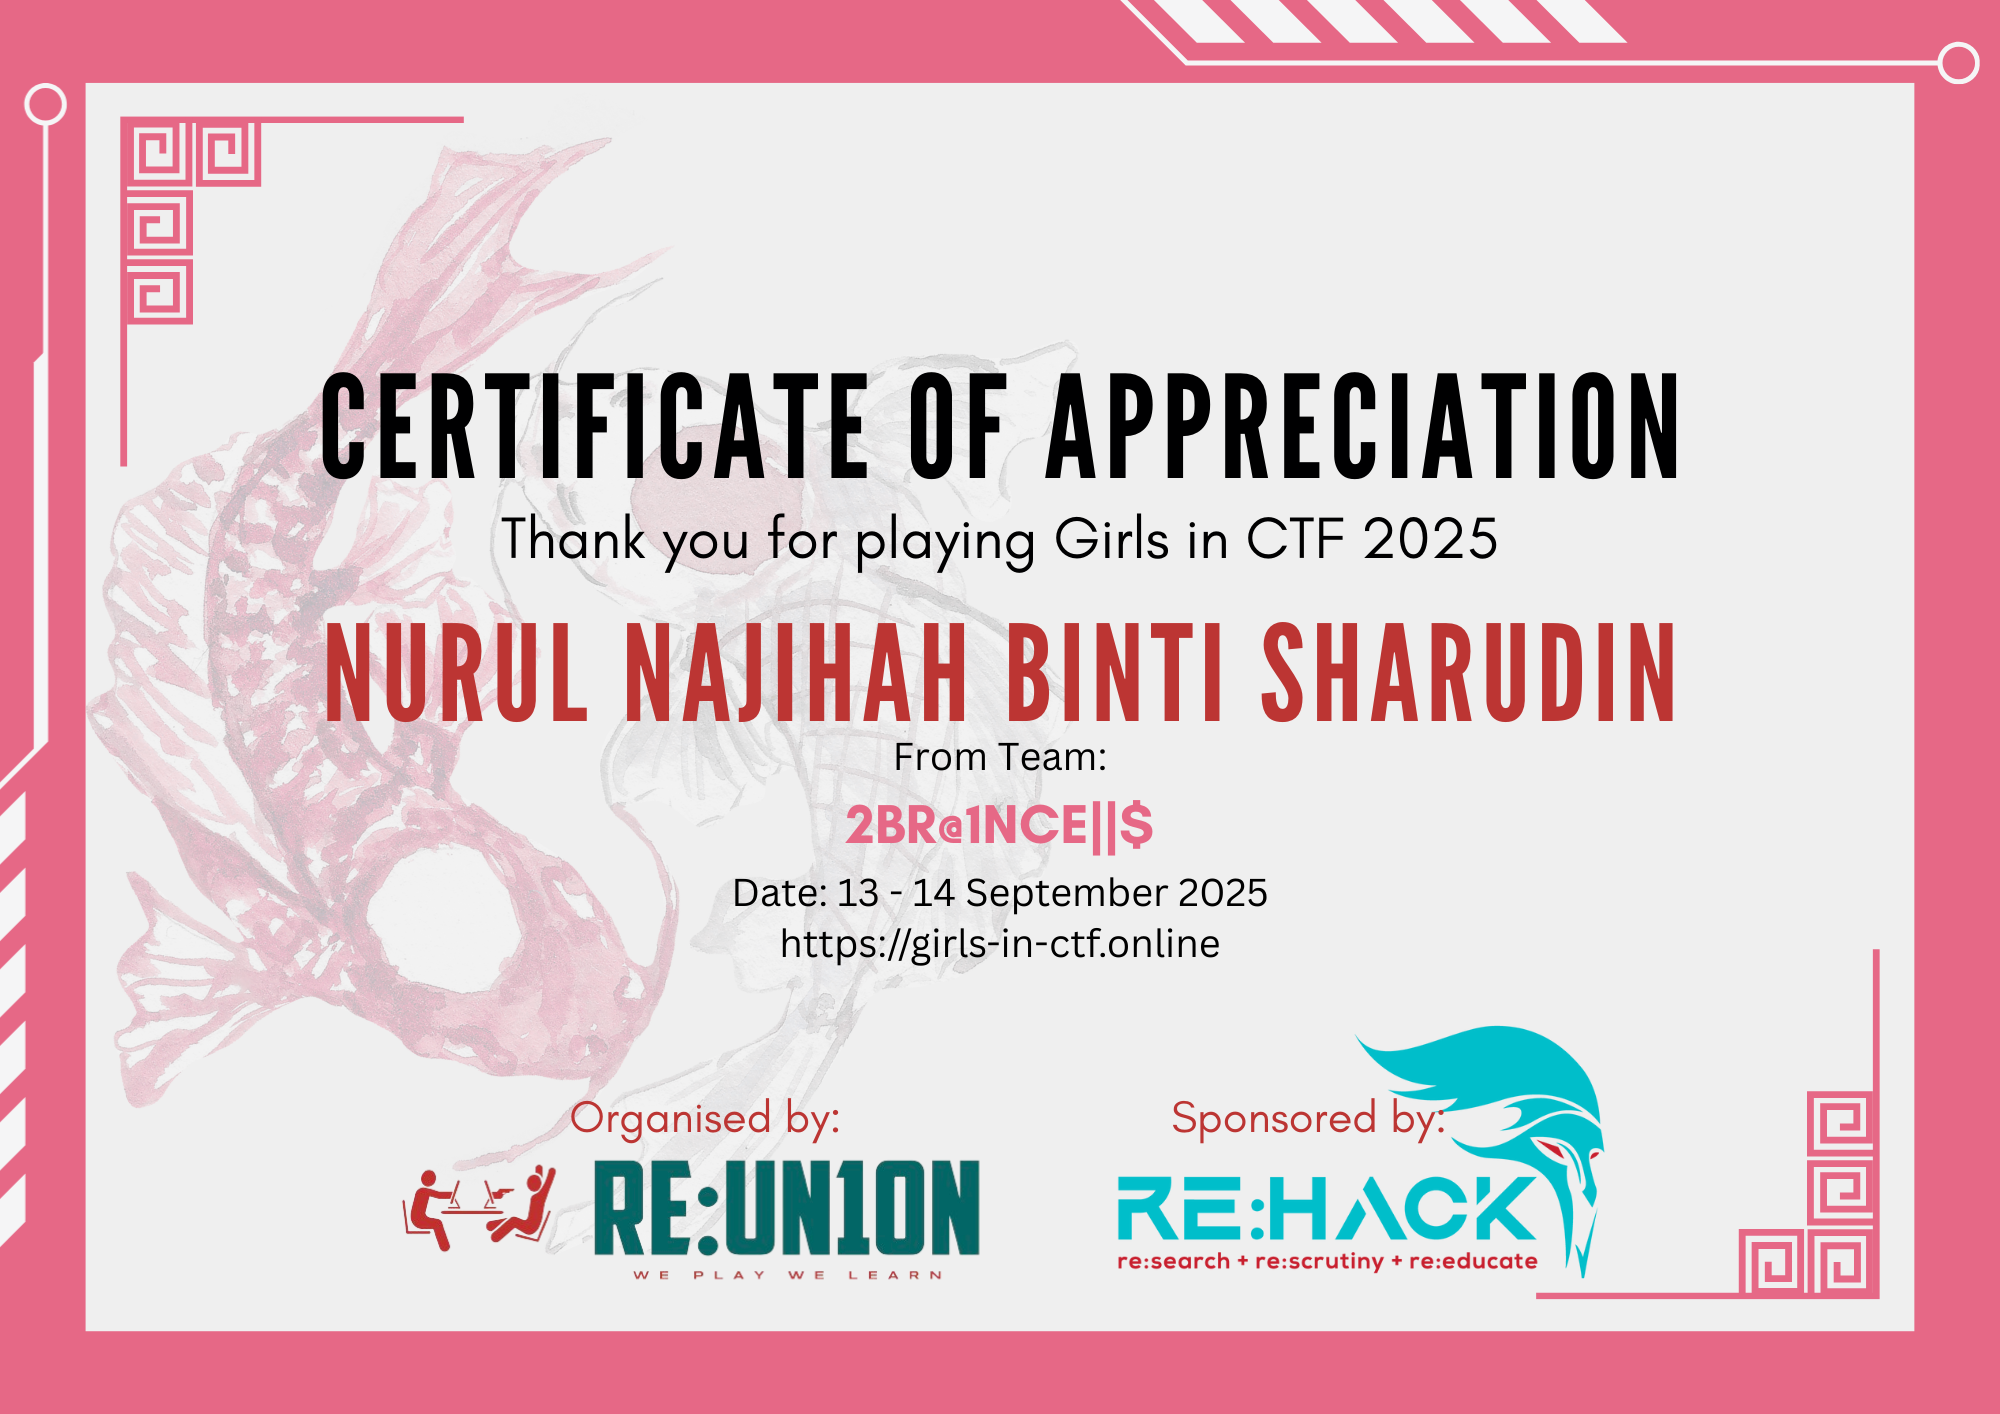 CERTIFICATE OF APPRECIATION
Thank you for playing Girls in CTF 2025
NURUL NAJIHAH BINTI SHARUDIN
From Team:
2BR@1NCE||$
Date: 13 - 14 September 2025
https://girls-in-ctf.online
Organised by:
RE:UN1ON
WE PLAY WE LEARN
Sponsored by:
RE:HACK
re:search + re:scrutiny + re:educate